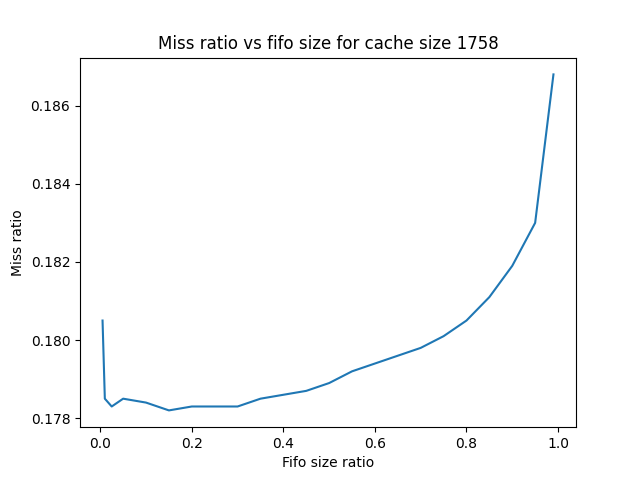 Miss ratio vs fifo size for cache size 1758
0.186
0.184
0.182
0.180
0.178
Miss ratio
0.0 0.2 0.4 0.6 0.8 1.0
Fifo size ratio